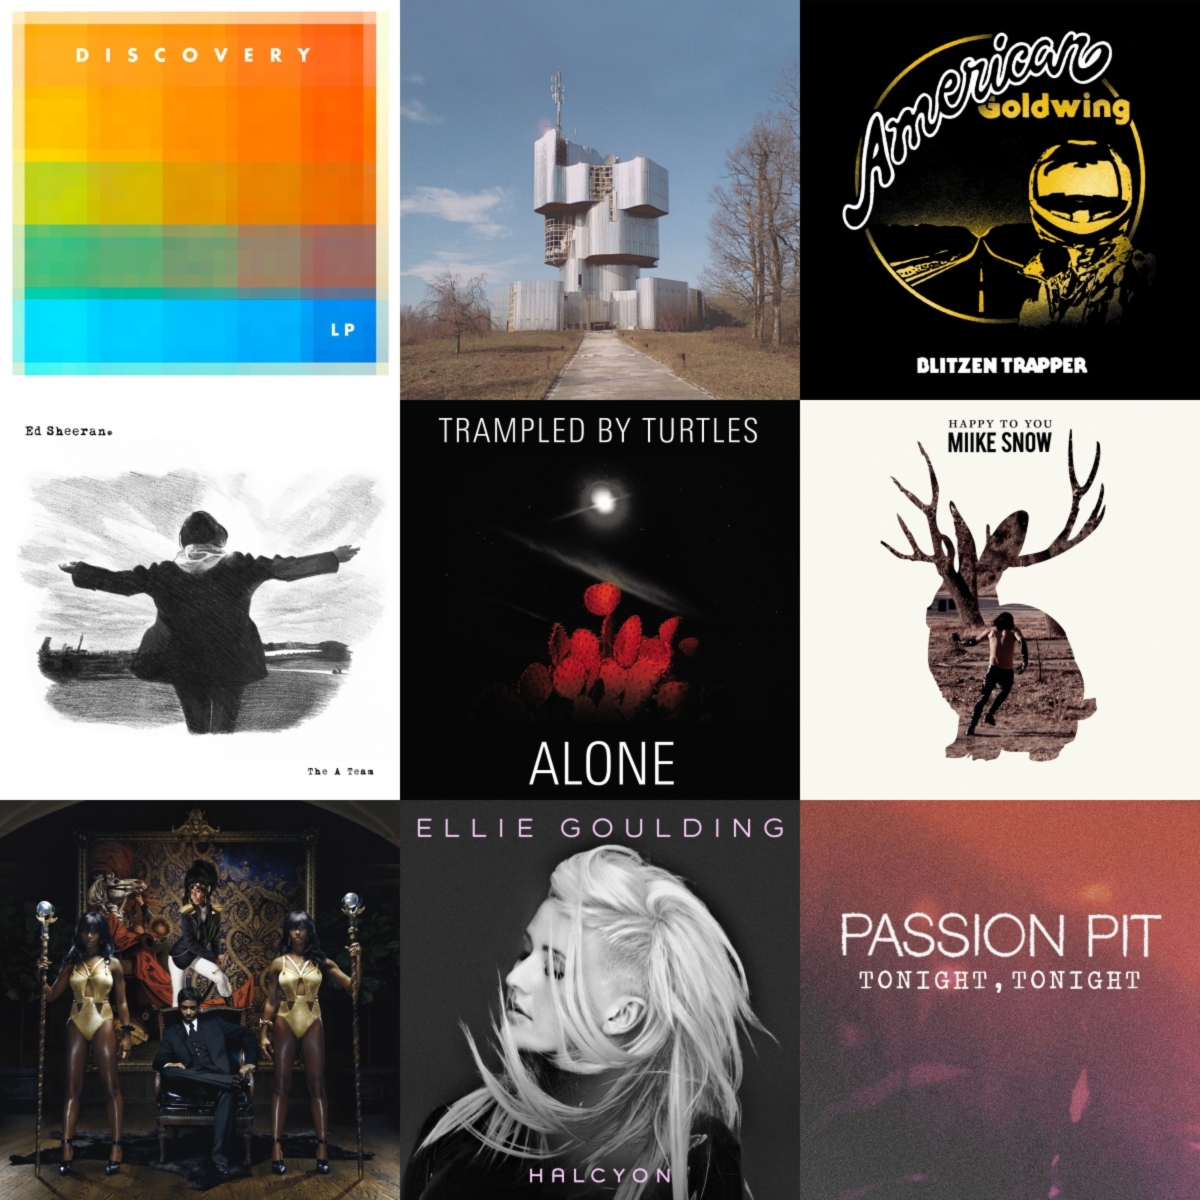 DISCOVERY
LP
American
Goldwing
BLITZEN TRAPPER
Ed Sheeran.
The A Team
TRAMPLED BY TURTLES
ALONE
HAPPY TO YOU
MIIKE SNOW
ELLIE GOULDING
HALCYON
PASSION PIT
TONIGHT, TONIGHT